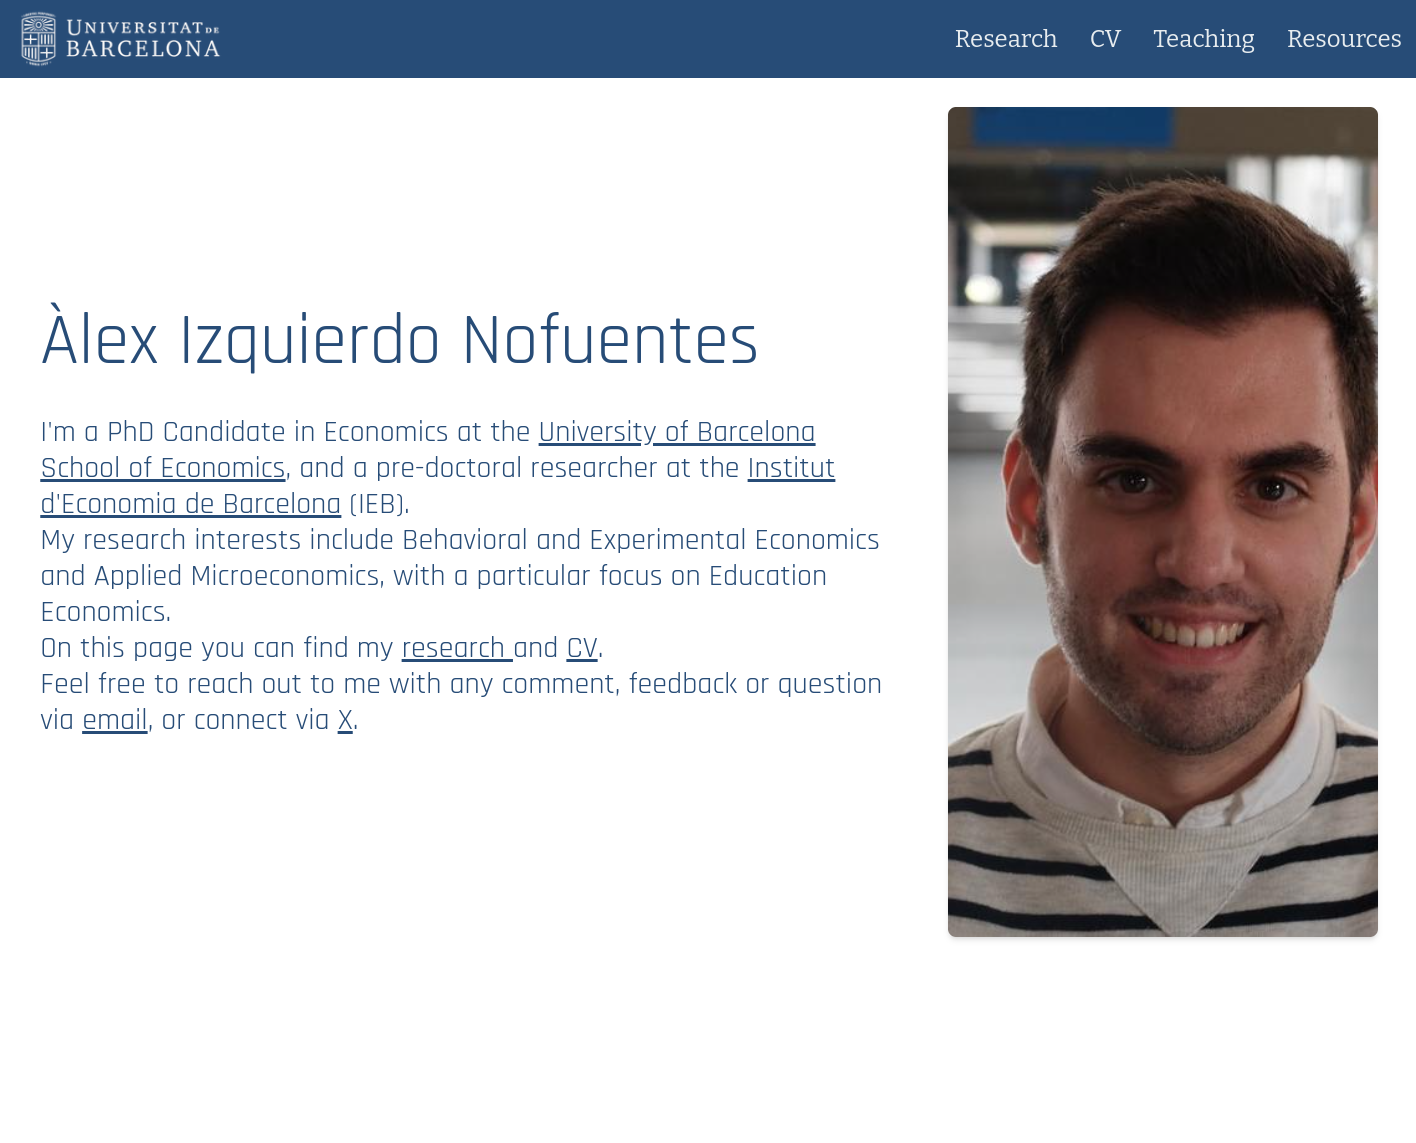 UNIVERSITAT DE
BARCELONA
Research CV Teaching Resources
Àlex Izquierdo Nofuentes
I'm a PhD Candidate in Economics at the University of Barcelona
School of Economics, and a pre-doctoral researcher at the Institut
d'Economia de Barcelona (IEB).
My research interests include Behavioral and Experimental Economics
and Applied Microeconomics, with a particular focus on Education
Economics.
On this page you can find my research and CV.
Feel free to reach out to me with any comment, feedback or question
via email, or connect via X.